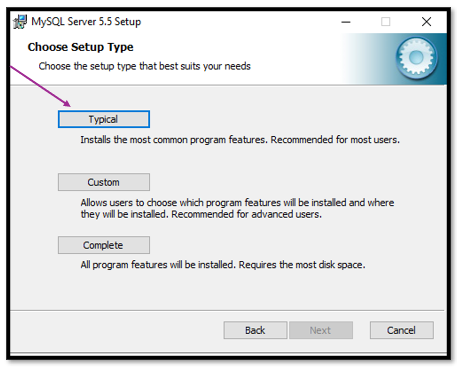 MySQL Server 5.5 Setup
Choose Setup Type
Choose the setup type that best suits your needs
Typical
Installs the most common program features. Recommended for most users.
Custom
Allows users to choose which program features will be installed and where
they will be installed. Recommended for advanced users.
Complete
All program features will be installed. Requires the most disk space.
Back Next Cancel